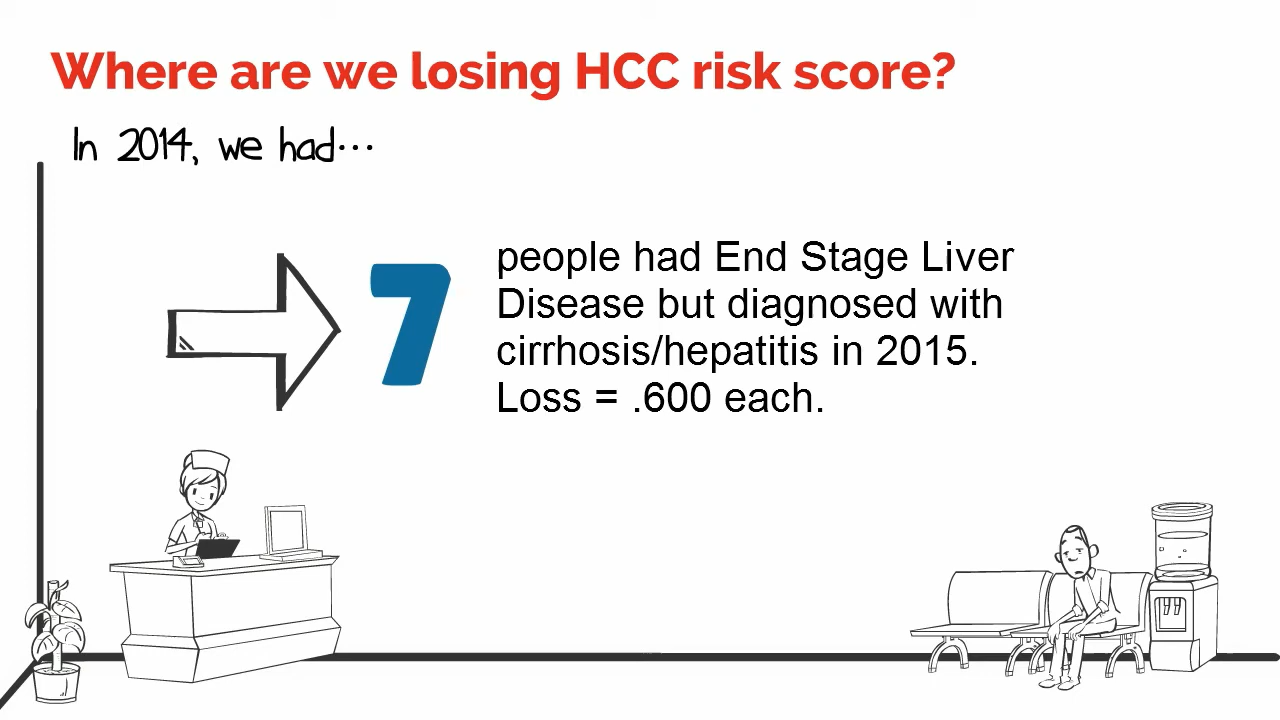 Where are we losing HCC risk score?
In 2014, we had...
7
people had End Stage Liver
Disease but diagnosed with
cirrhosis/hepatitis in 2015.
Loss = .600 each.